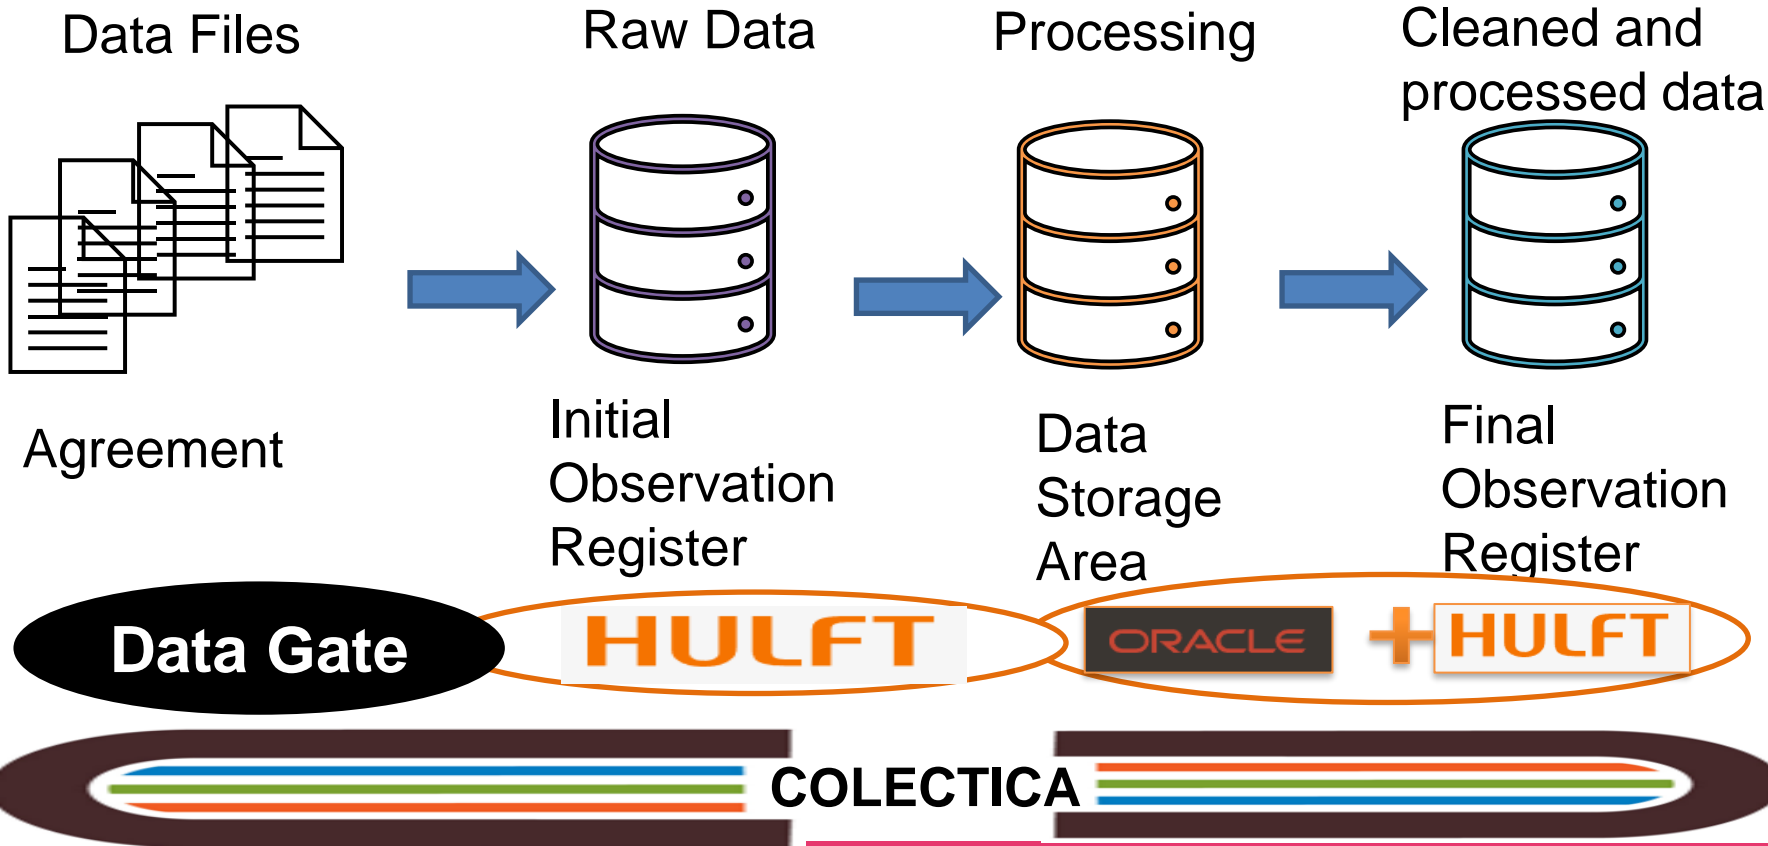 Data Files
Raw Data
Processing
Cleaned and
processed data
Agreement
Initial
Observation
Register
Data
Storage
Area
Final
Observation
Register
Data Gate
HULFT
ORACLE
+
HULFT
COLECTICA